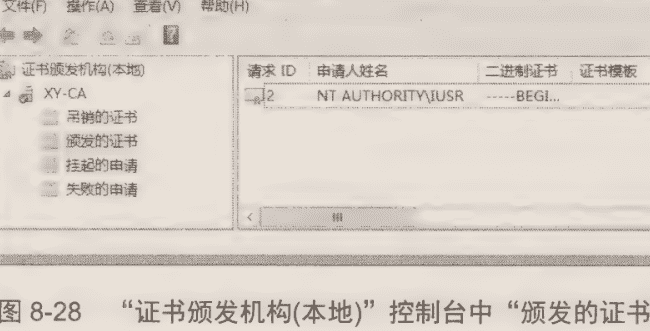 文件(F) 操作(A) 查看(V) 帮助(H)
证书颁发机构(本地)
XY-CA
吊销的证书
颁发的证书
挂起的申请
失败的申请
请求 ID 申请人姓名 二进制证书 证书模板
2 NT AUTHORITY\IUSR -----BEGI...
图 8-28 “证书颁发机构(本地)”控制台中“颁发的证书